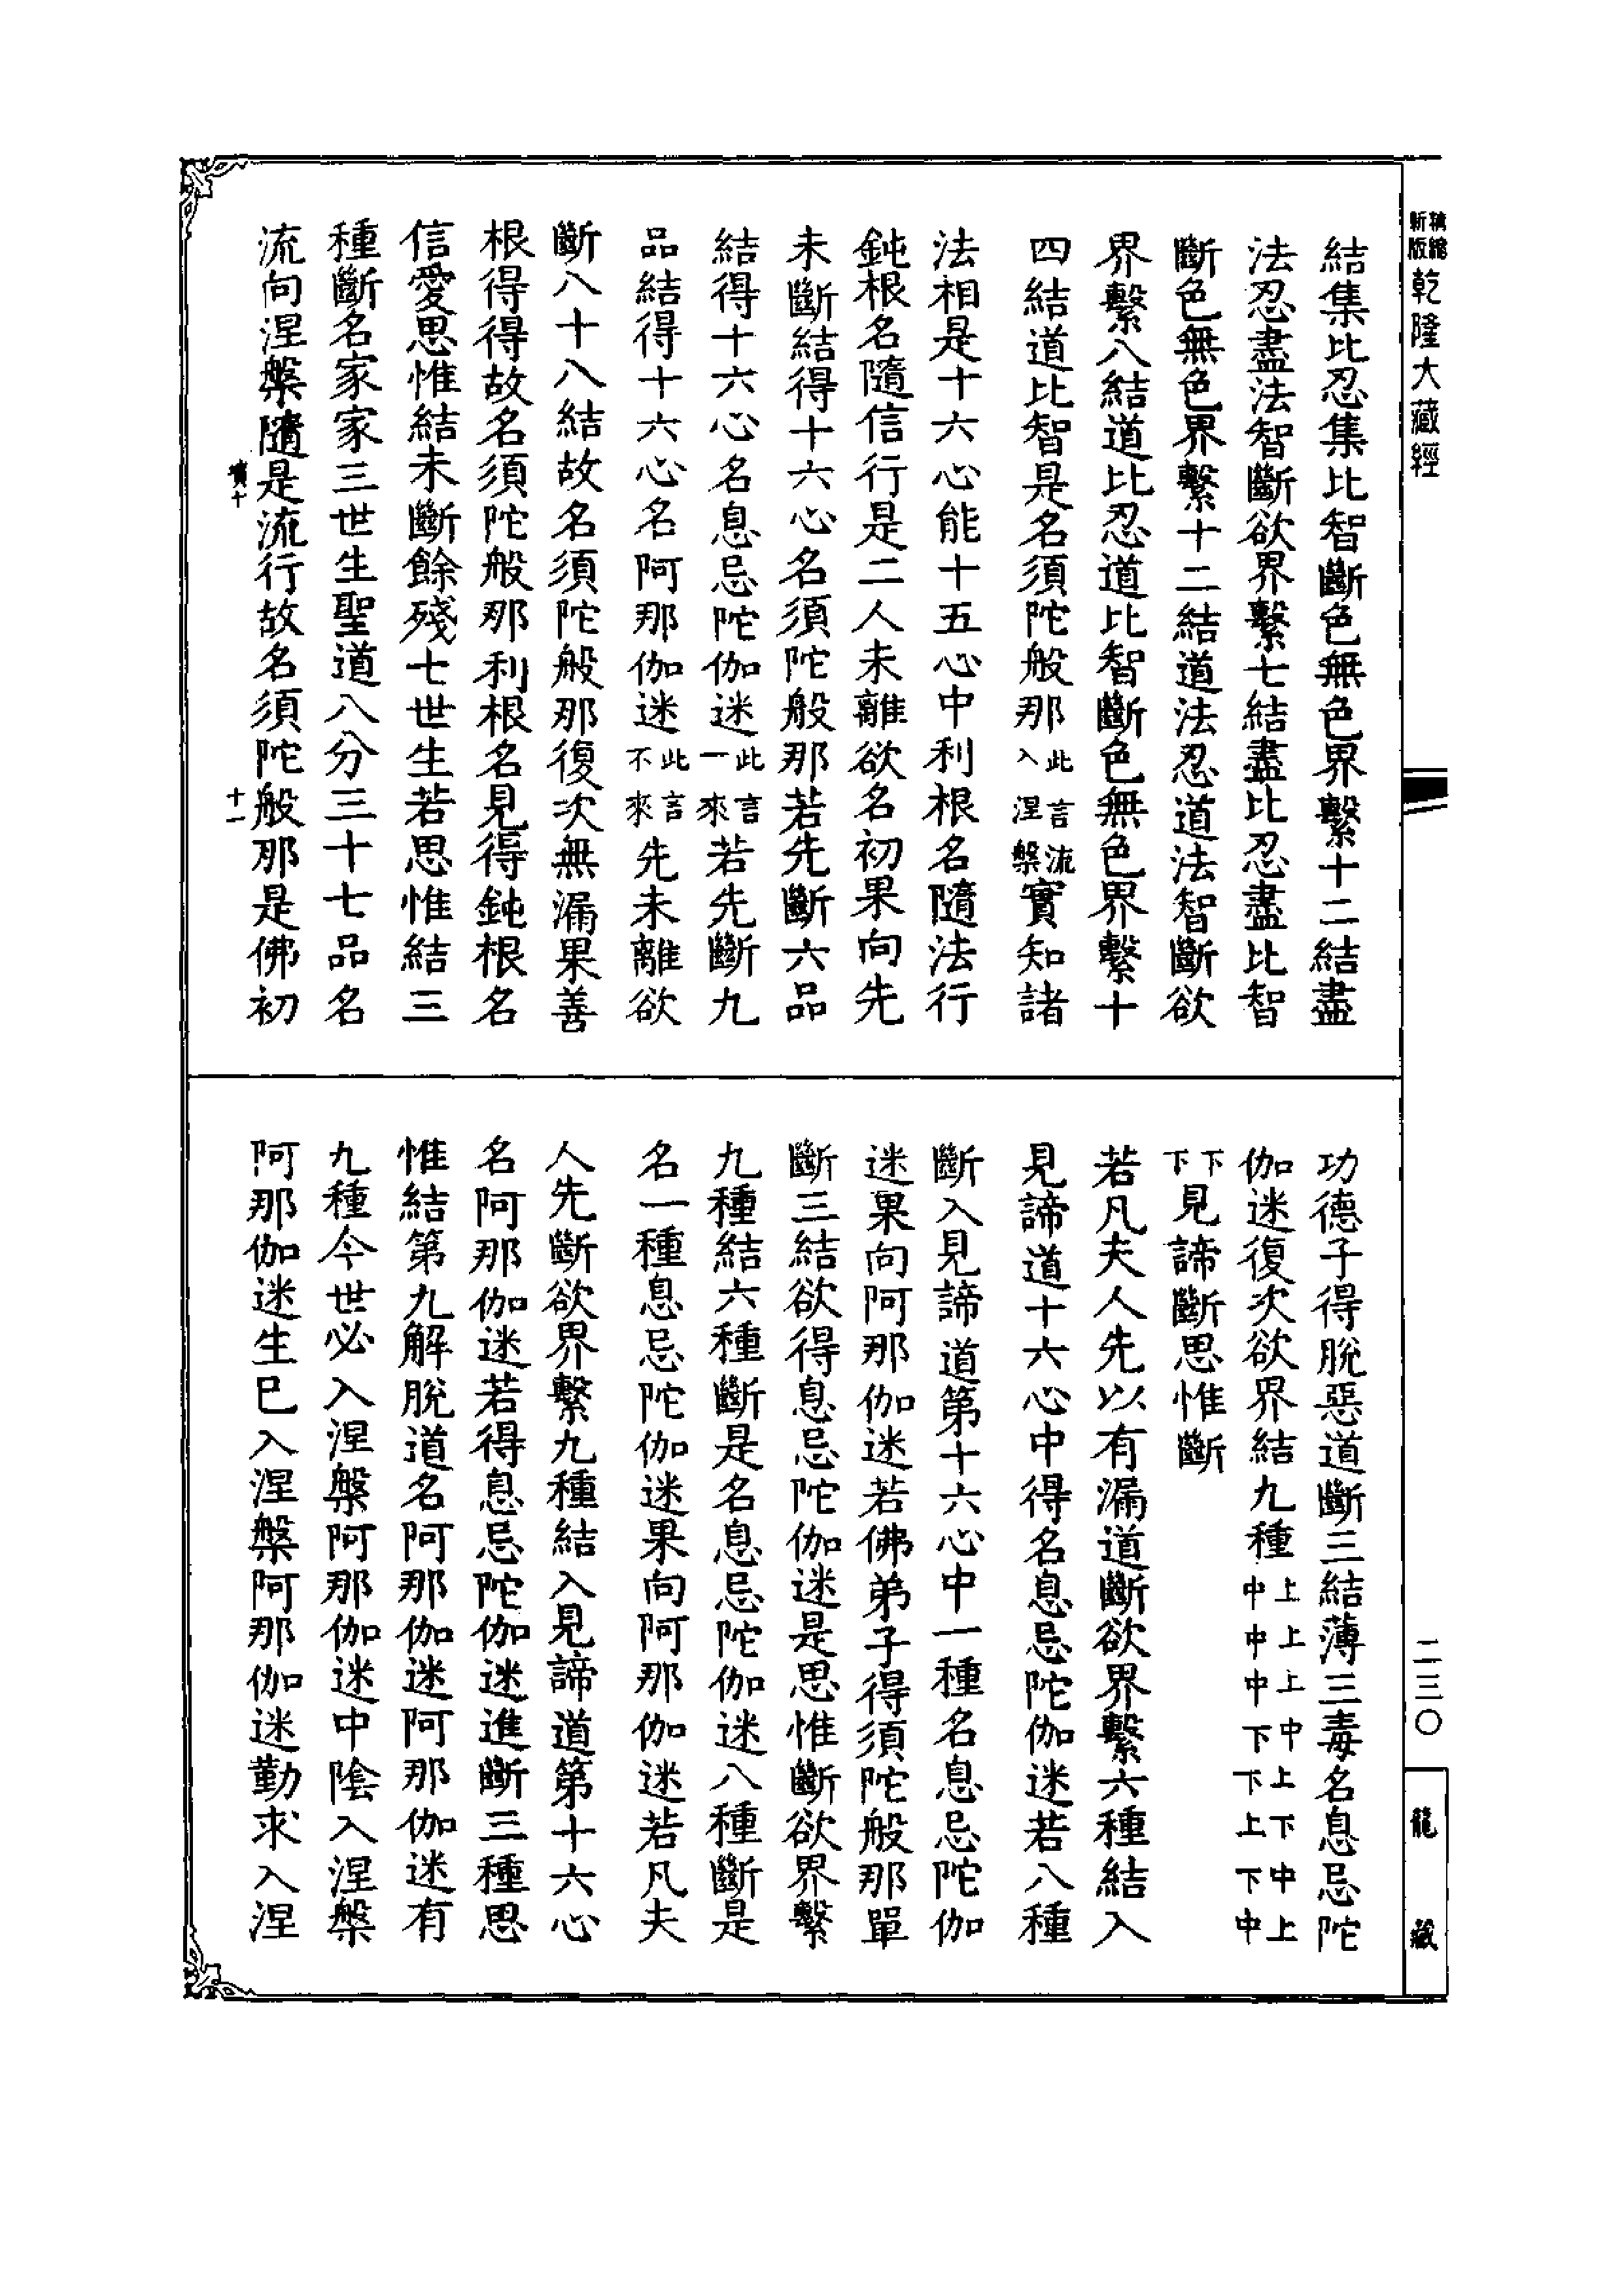 精縮新版乾隆大藏經
結集比忍集比智斷色無色界繫十二結盡
法忍盡法智斷欲界繫七結盡比忍盡比智
斷色無色界繫十二結道法忍道法智斷欲
界繫八結道比忍道比智斷色無色界繫十
四結道比智是名須陀般那此言流入涅槃實知諸
法相是十六心能十五心中利根名隨法行
鈍根名隨信行是二人未離欲名初果向先
未斷結得十六心名須陀般那若先斷六品
結得十六心名息忌陀伽迷此言一來若先斷九
品結得十六心名阿那伽迷此言不來先未離欲
斷八十八結故名須陀般那復次無漏果善
根得得故名須陀般那利根名見得鈍根名
信愛思惟結未斷餘殘七世生若思惟結三
種斷名家家三世生聖道八分三十七品名
流向涅槃隨是流行故名須陀般那是佛初
十一
功德子得脫惡道斷三結薄三毒名息忌陀
伽迷復次欲界結九種上上上中上下中上中中中下下上下中
下下見諦斷思惟斷
若凡夫人先以有漏道斷欲界繫六種結入
見諦道十六心中得名息忌陀伽迷若八種
斷入見諦道第十六心中一種名息忌陀伽
迷果向阿那伽迷若佛弟子得須陀般那單
斷三結欲得息忌陀伽迷是思惟斷欲界繫
九種結六種斷是名息忌陀伽迷八種斷是
名一種息忌陀伽迷果向阿那伽迷若凡夫
人先斷欲界繫九種結入見諦道第十六心
名阿那伽迷若得息忌陀伽迷進斷三種思
惟結第九解脫道名阿那伽迷阿那伽迷有
九種今世必入涅槃阿那伽迷中陰入涅槃
阿那伽迷生已入涅槃阿那伽迷勤求入涅
二三〇
龍藏